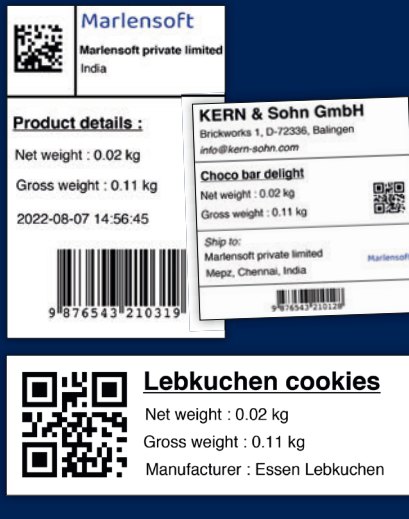 Marlensoft
Marlensoft private limited
India
Product details :
Net weight : 0.02 kg
Gross weight : 0.11 kg
2022-08-07 14:56:45
9 876543 210319
KERN & Sohn GmbH
Brickworks 1, D-72336, Balingen
info@kern-sohn.com
Choco bar delight
Net weight : 0.02 kg
Gross weight : 0.11 kg
Ship to:
Marlensoft private limited
Mepz, Chennai, India
Marlensoft
9 876543 210128
Lebkuchen cookies
Net weight : 0.02 kg
Gross weight : 0.11 kg
Manufacturer : Essen Lebkuchen